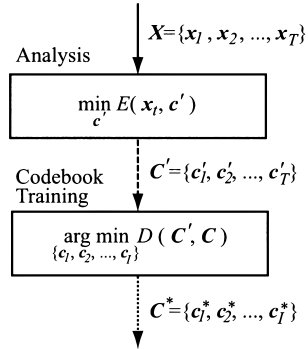 X={x1, x2, ..., xT}
Analysis
min E(xt, c′)
c′
C′={c′1, c′2, ..., c′T}
Codebook
Training
arg min D(C′, C)
{c1, c2, ..., cI}
C*={c*1, c*2, ..., c*I}